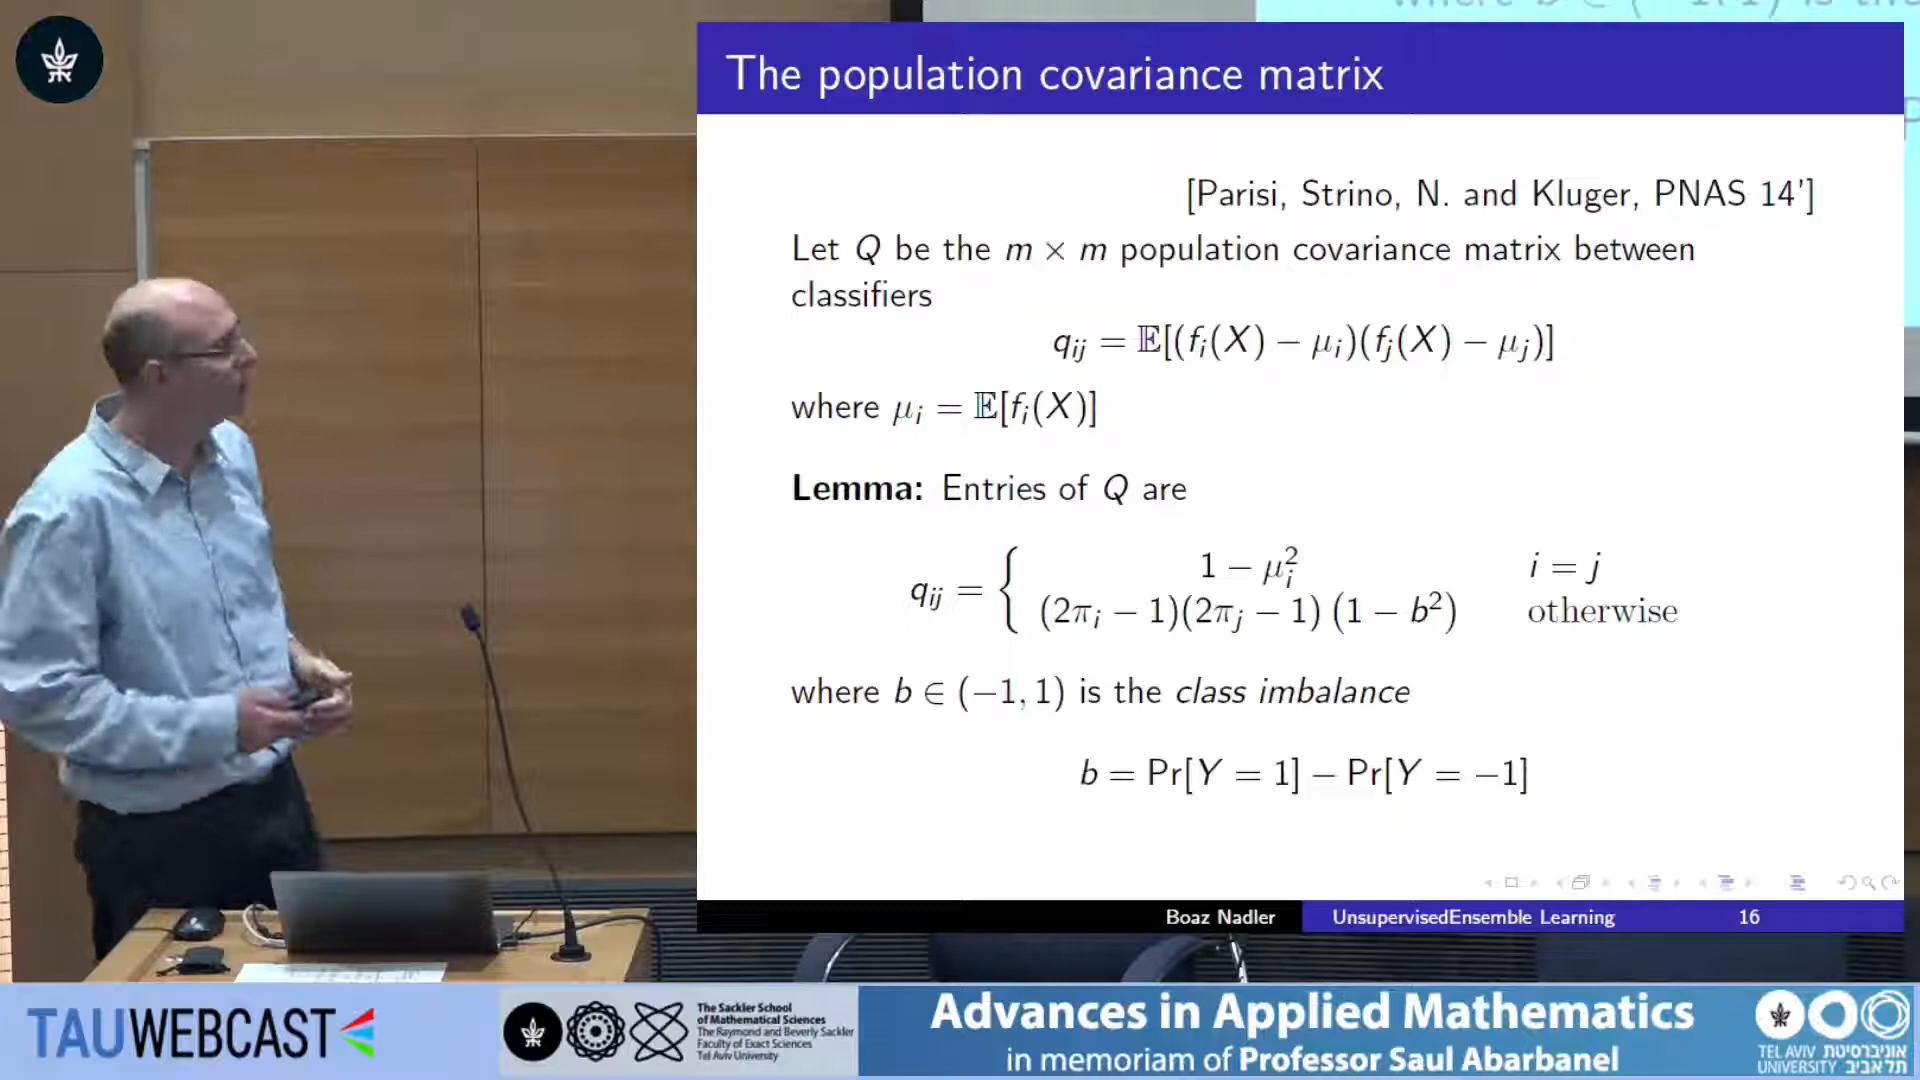 The population covariance matrix
[Parisi, Strino, N. and Kluger, PNAS 14']
Let Q be the m × m population covariance matrix between
classifiers
q_{ij} = 𝔼[(f_i(X) − μ_i)(f_j(X) − μ_j)]
where μ_i = 𝔼[f_i(X)]
Lemma: Entries of Q are
q_{ij} = { 1 − μ_i^2 i = j
(2π_i − 1)(2π_j − 1) (1 − b^2) otherwise
where b ∈ (−1, 1) is the class imbalance
b = Pr[Y = 1] − Pr[Y = −1]
Boaz Nadler UnsupervisedEnsemble Learning 16
TAUWEBCAST
The Sackler School
of Mathematical Sciences
The Raymond and Beverly Sackler
Faculty of Exact Sciences
Tel Aviv University
Advances in Applied Mathematics
in memoriam of Professor Saul Abarbanel
TEL AVIV אוניברסיטת
UNIVERSITY תל אביב